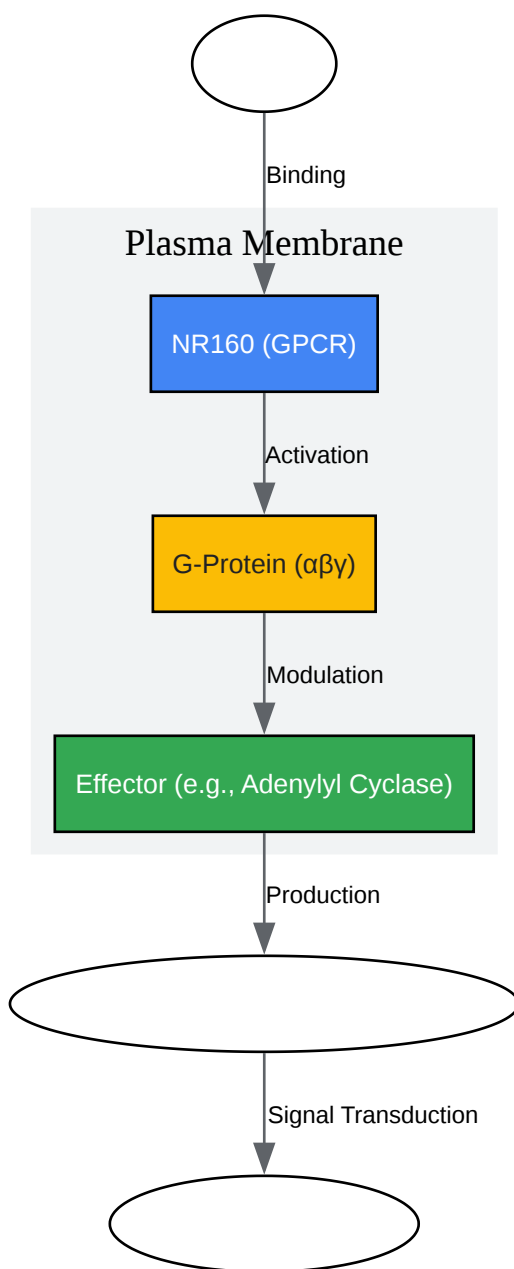 Binding
Plasma Membrane
NR160 (GPCR)
Activation
G-Protein (αβγ)
Modulation
Effector (e.g., Adenylyl Cyclase)
Production
Signal Transduction